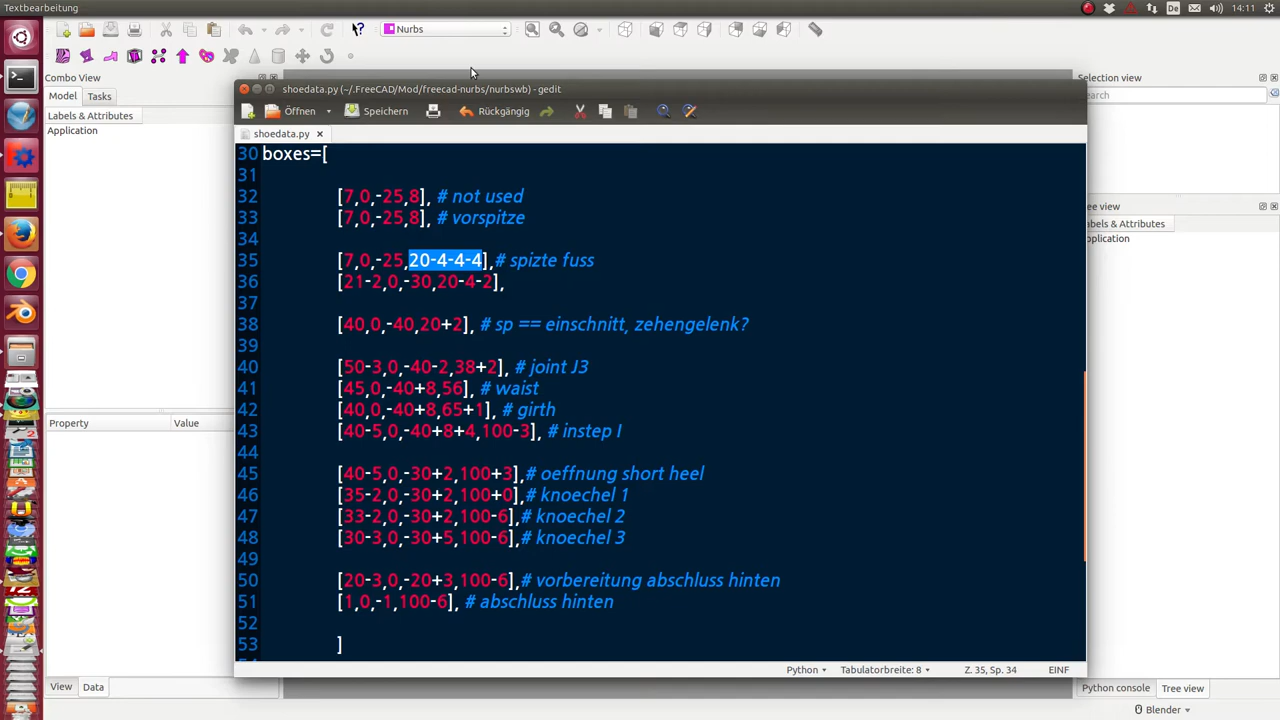 Textbearbeitung
De
14:11
Nurbs
Combo View
Selection view
Model
Tasks
earch
Labels & Attributes
Application
shoedata.py (~/.FreeCAD/Mod/freecad-nurbs/nurbswb) - gedit
Öffnen
Speichern
Rückgängig
shoedata.py
30 boxes=[
31
32 [7,0,-25,8], # not used
33 [7,0,-25,8], # vorspitze
34
35 [7,0,-25,20-4-4-4],# spizte fuss
36 [21-2,0,-30,20-4-2],
37
38 [40,0,-40,20+2], # sp == einschnitt, zehengelenk?
39
40 [50-3,0,-40-2,38+2], # joint J3
41 [45,0,-40+8,56], # waist
42 [40,0,-40+8,65+1], # girth
43 [40-5,0,-40+8+4,100-3], # instep I
44
45 [40-5,0,-30+2,100+3],# oeffnung short heel
46 [35-2,0,-30+2,100+0],# knoechel 1
47 [33-2,0,-30+2,100-6],# knoechel 2
48 [30-3,0,-30+5,100-6],# knoechel 3
49
50 [20-3,0,-20+3,100-6],# vorbereitung abschluss hinten
51 [1,0,-1,100-6], # abschluss hinten
52
53 ]
Python
Tabulatorbreite: 8
Z. 35, Sp. 34
EINF
ree view
abels & Attributes
pplication
Property
Value
View
Data
Python console
Tree view
Blender